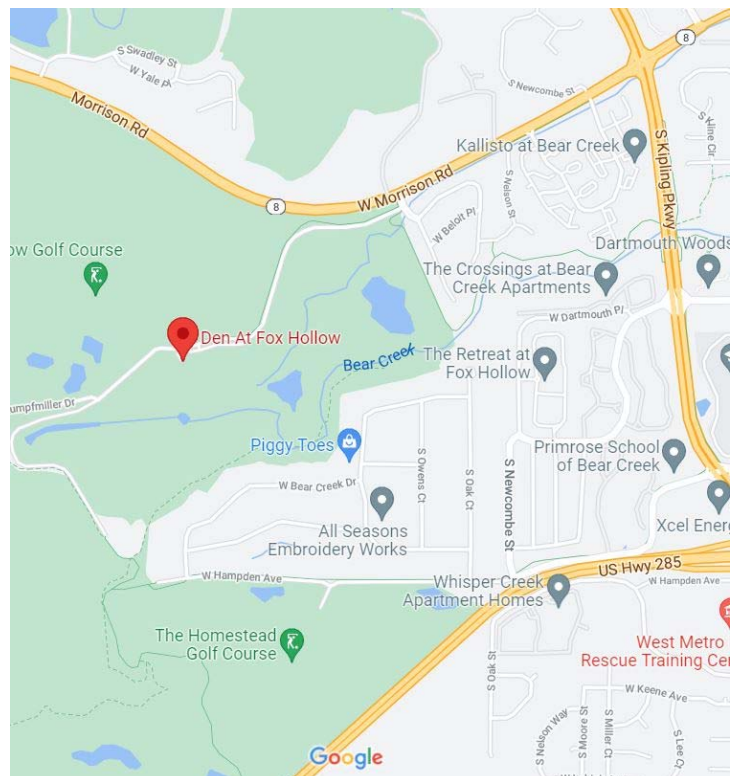 S Swadley St
W Yale Pl
Morrison Rd
8
S Newcombe St
8
S Kline Cir
Kallisto at Bear Creek
S Kipling Pkwy
W. Morrison Rd
S Nelson St
W Beloit Pl
ow Golf Course
Dartmouth Woods
The Crossings at Bear
Creek Apartments
W Dartmouth Pl
Den At Fox Hollow
Bear Creek
The Retreat at
Fox Hollow
umpfmiller Dr
Piggy Toes
S Owens Ct
S Oak Ct
S Newcombe St
Primrose School
of Bear Creek
W Bear Creek Dr
All Seasons
Embroidery Works
Xcel Energ
US Hwy 285
W Hampden Ave
W Hampden Ave
Whisper Creek
Apartment Homes
The Homestead
Golf Course
West Metro
Rescue Training Cen
S Oak St
W Keene Ave
S Nelson Way
S Moore St
S Miller Ct
S Lee Ct
Google